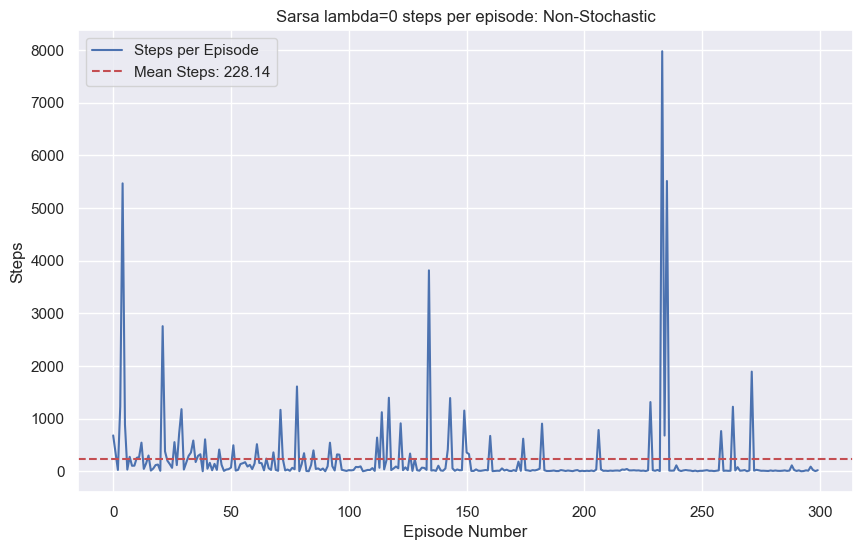 Sarsa lambda=0 steps per episode: Non-Stochastic
Steps per Episode
Mean Steps: 228.14
8000
7000
6000
5000
4000
3000
2000
1000
0
Steps
0 50 100 150 200 250 300
Episode Number